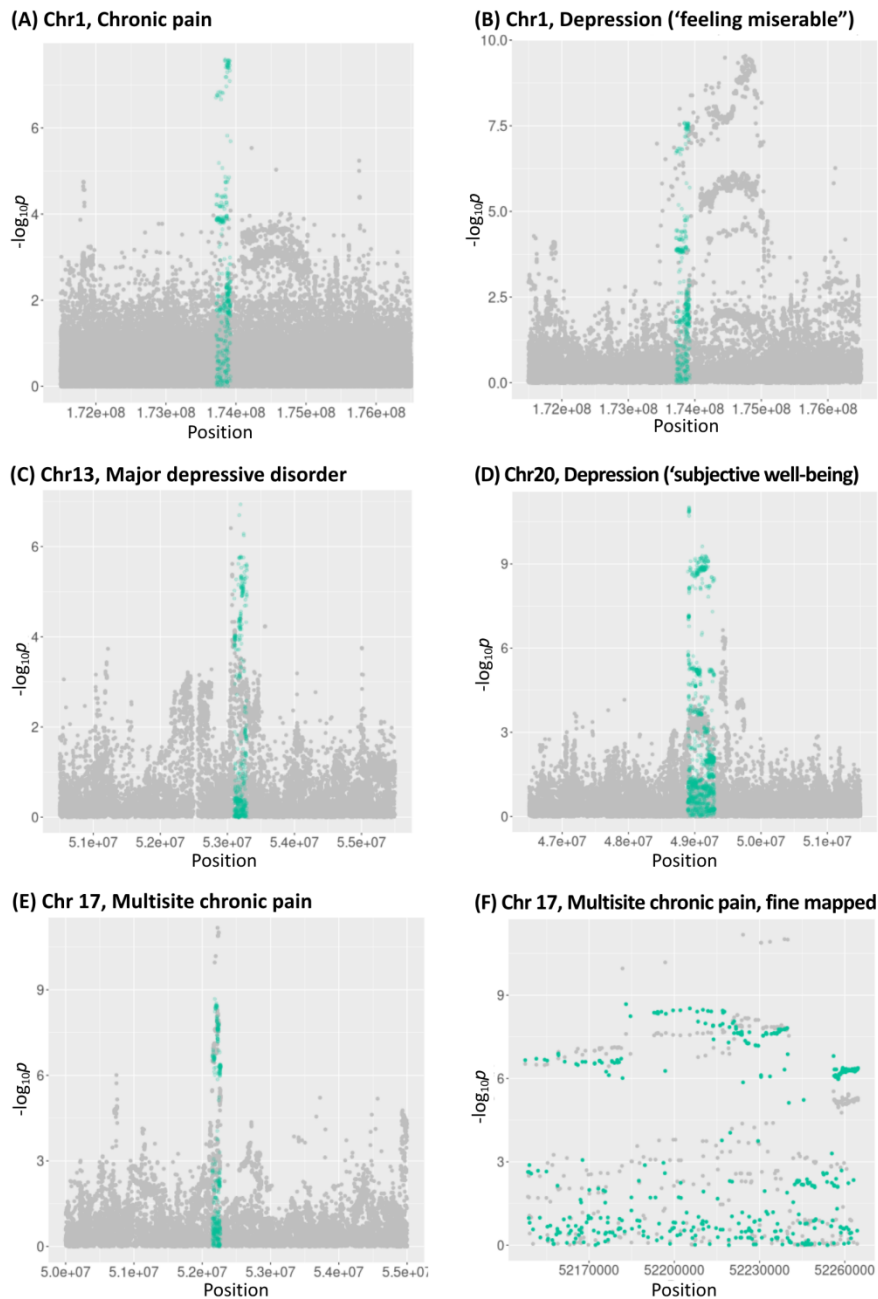 (A) Chr1, Chronic pain
-log10p
6
4
2
0
1.72e+08 1.73e+08 1.74e+08 1.75e+08 1.76e+08
Position
(B) Chr1, Depression (‘feeling miserable”)
-log10p
10.0
7.5
5.0
2.5
0.0
1.72e+08 1.73e+08 1.74e+08 1.75e+08 1.76e+08
Position
(C) Chr13, Major depressive disorder
-log10p
6
4
2
0
5.1e+07 5.2e+07 5.3e+07 5.4e+07 5.5e+07
Position
(D) Chr20, Depression (‘subjective well-being)
-log10p
9
6
3
0
4.7e+07 4.8e+07 4.9e+07 5.0e+07 5.1e+07
Position
(E) Chr 17, Multisite chronic pain
-log10p
9
6
3
0
5.0e+07 5.1e+07 5.2e+07 5.3e+07 5.4e+07 5.5e+0
Position
(F) Chr 17, Multisite chronic pain, fine mapped
-log10p
9
6
3
0
52170000 52200000 52230000 52260000
Position